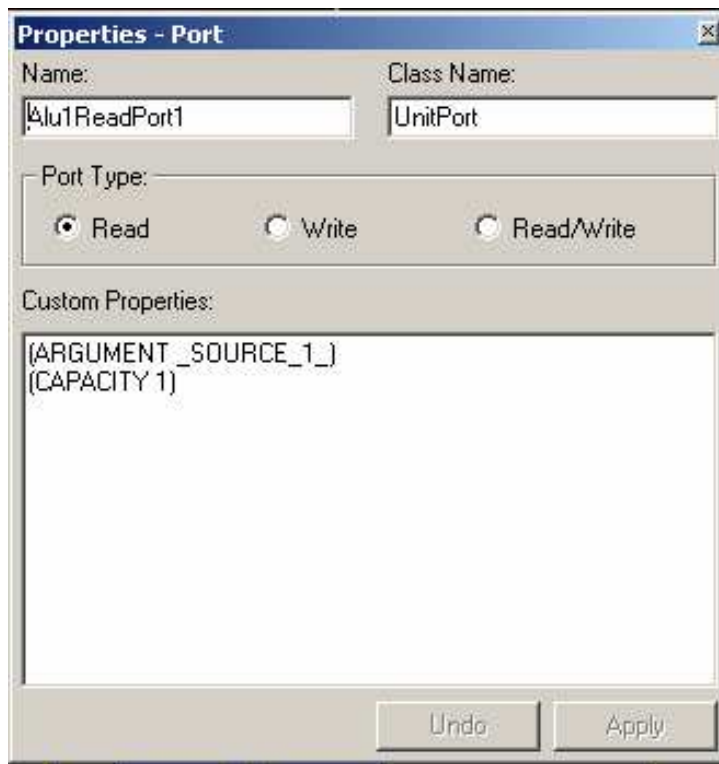 Properties - Port
Name: Class Name:
Alu1ReadPort1 UnitPort
Port Type:
Read Write Read/Write
Custom Properties:
(ARGUMENT _SOURCE_1_)
(CAPACITY 1)
Undo Apply